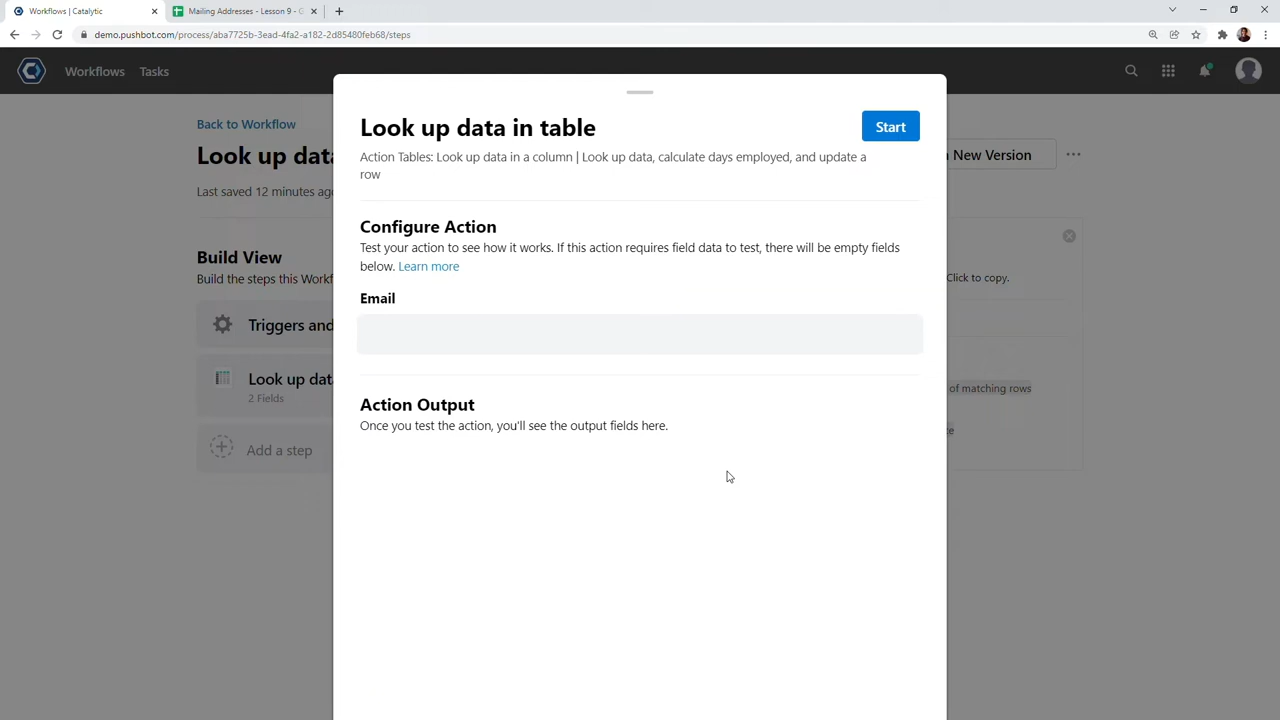 Workflows | Catalytic
Mailing Addresses - Lesson 9 - G
demo.pushbot.com/process/aba7725b-3ead-4fa2-a182-2d85480feb68/steps
Workflows
Tasks
Back to Workflow
Look up data
New Version
Last saved 12 minutes ago
Build View
Build the steps this Workf
Triggers and
Look up data
2 Fields
Add a step
Click to copy.
of matching rows
Look up data in table
Start
Action Tables: Look up data in a column | Look up data, calculate days employed, and update a
row
Configure Action
Test your action to see how it works. If this action requires field data to test, there will be empty fields
below. Learn more
Email
Action Output
Once you test the action, you'll see the output fields here.